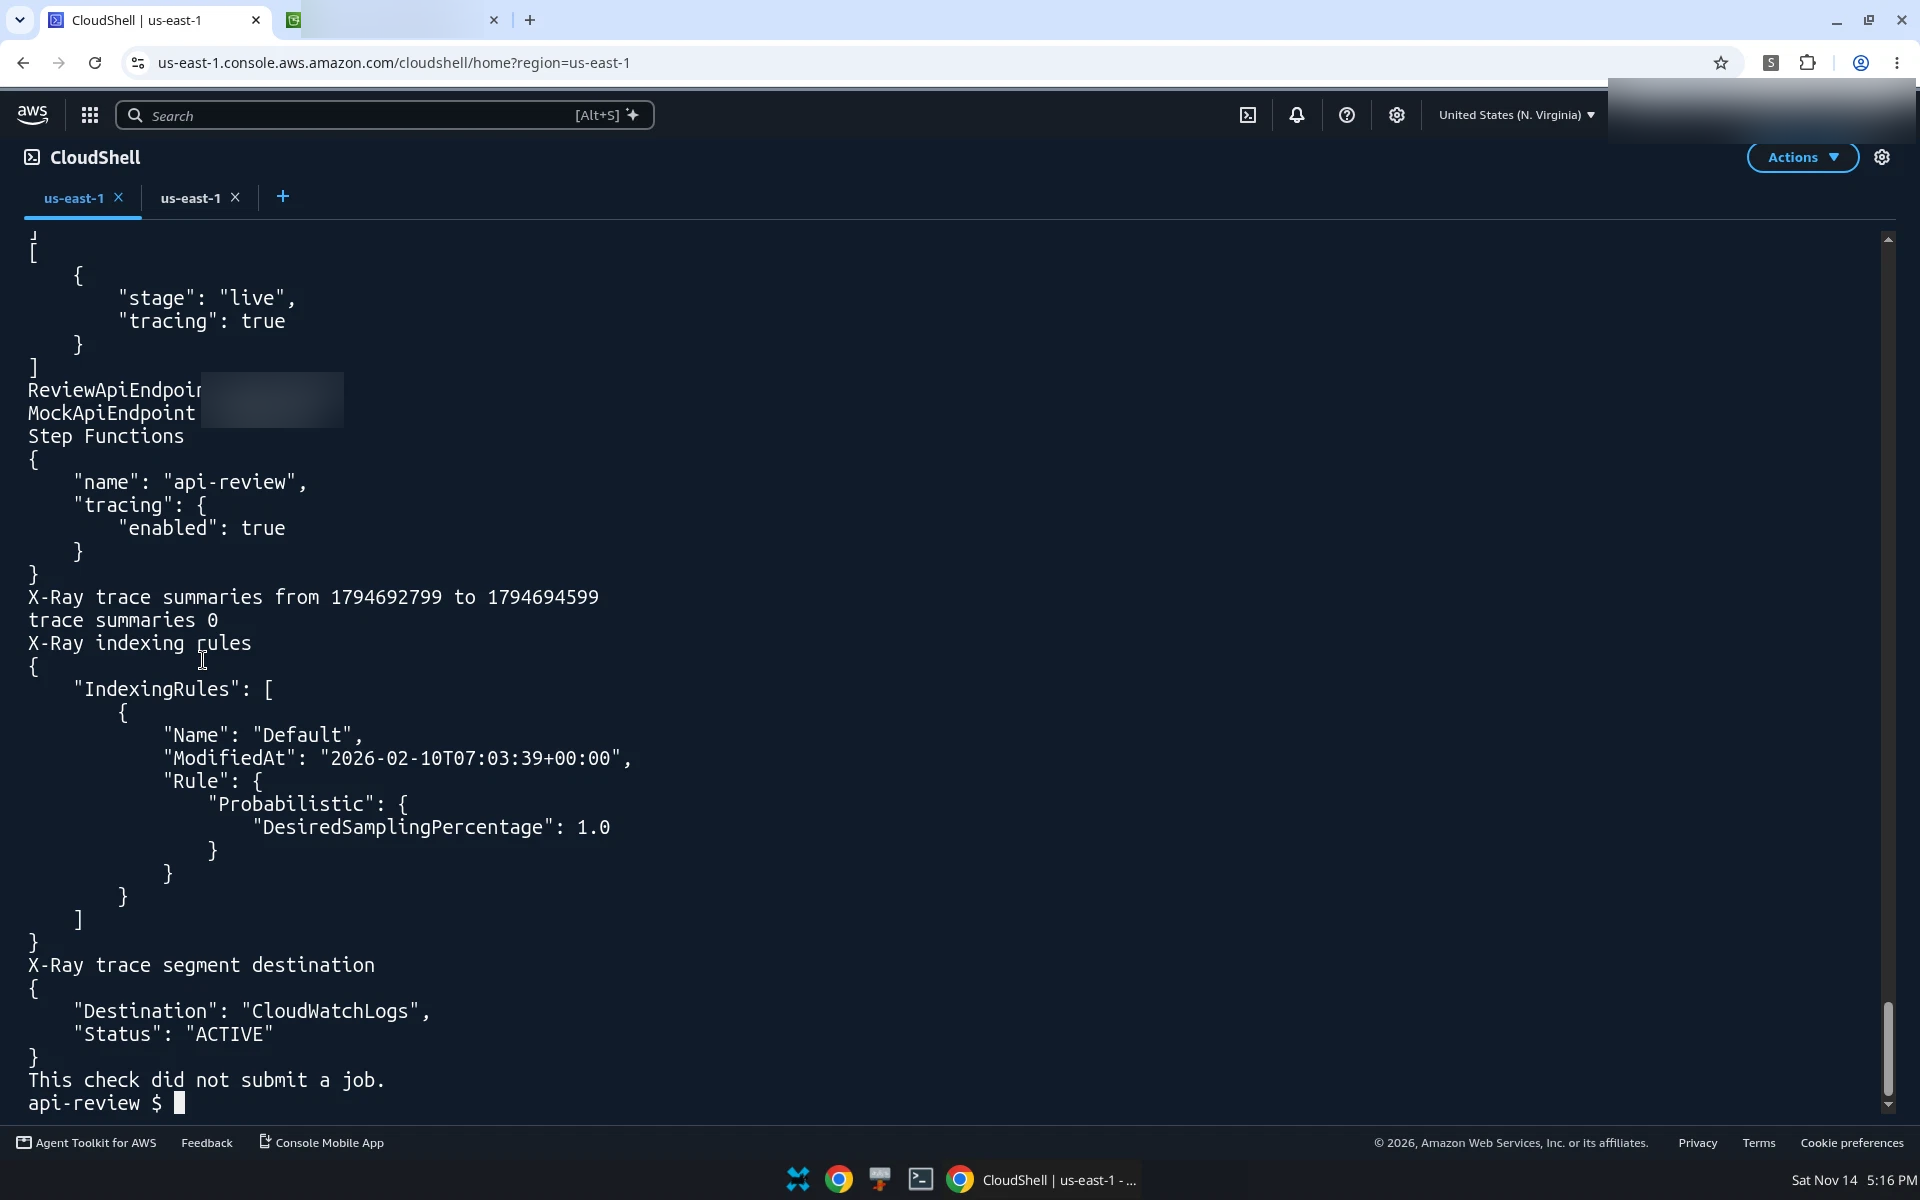 CloudShell | us-east-1
us-east-1.console.aws.amazon.com/cloudshell/home?region=us-east-1
S
aws
Search
[Alt+S]
United States (N. Virginia)
CloudShell
Actions
us-east-1
us-east-1
[
    {
        "stage": "live",
        "tracing": true
    }
]
MockApiEndpoint
Step Functions
{
    "name": "api-review",
    "tracing": {
        "enabled": true
    }
}
X-Ray trace summaries from 1794692799 to 1794694599
trace summaries 0
X-Ray indexing rules
{
    "IndexingRules": [
        {
            "Name": "Default",
            "ModifiedAt": "2026-02-10T07:03:39+00:00",
            "Rule": {
                "Probabilistic": {
                    "DesiredSamplingPercentage": 1.0
                }
            }
        }
    ]
}
X-Ray trace segment destination
{
    "Destination": "CloudWatchLogs",
    "Status": "ACTIVE"
}
This check did not submit a job.
api-review $
Agent Toolkit for AWS
Feedback
Console Mobile App
© 2026, Amazon Web Services, Inc. or its affiliates.
Privacy
Terms
Cookie preferences
CloudShell | us-east-1 - ...
Sat Nov 14
5:16 PM